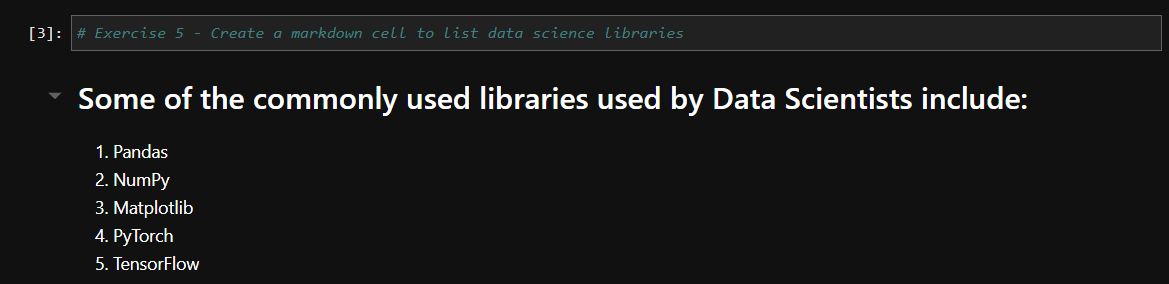 [3]: # Exercise 5 - Create a markdown cell to list data science libraries
Some of the commonly used libraries used by Data Scientists include:
1. Pandas
2. NumPy
3. Matplotlib
4. PyTorch
5. TensorFlow